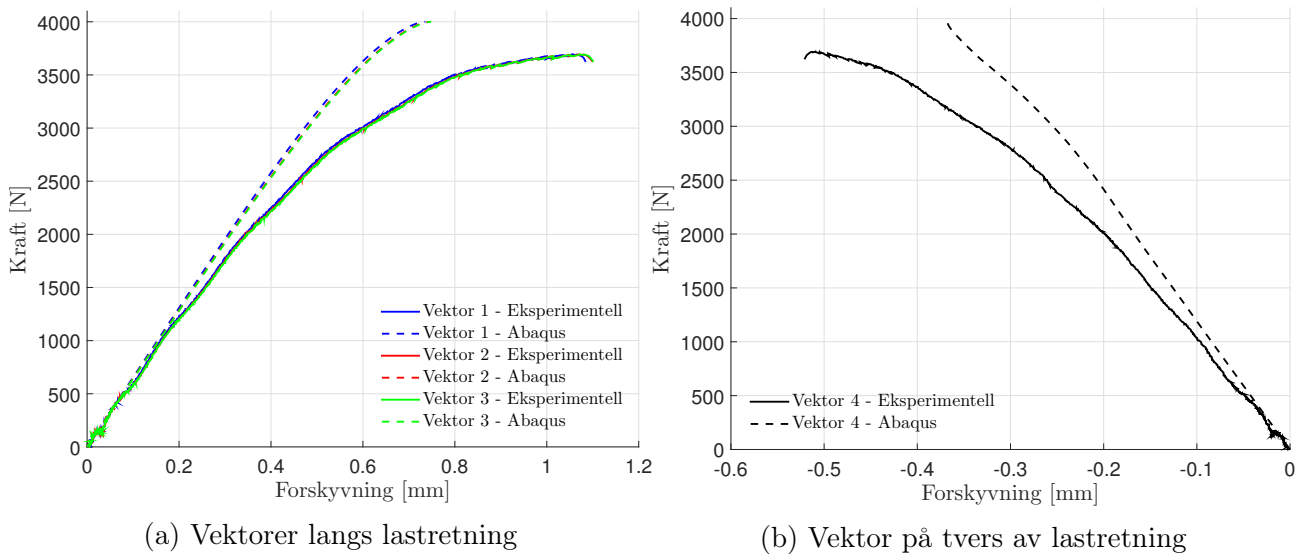 4000
3500
3000
2500
2000
1500
1000
500
0
Kraft [N]
0 0.2 0.4 0.6 0.8 1 1.2
Forskyvning [mm]
Vektor 1 - Eksperimentell
Vektor 1 - Abaqus
Vektor 2 - Eksperimentell
Vektor 2 - Abaqus
Vektor 3 - Eksperimentell
Vektor 3 - Abaqus
(a) Vektorer langs lastretning
4000
3500
3000
2500
2000
1500
1000
500
0
Kraft [N]
-0.6 -0.5 -0.4 -0.3 -0.2 -0.1 0
Forskyvning [mm]
Vektor 4 - Eksperimentell
Vektor 4 - Abaqus
(b) Vektor på tvers av lastretning